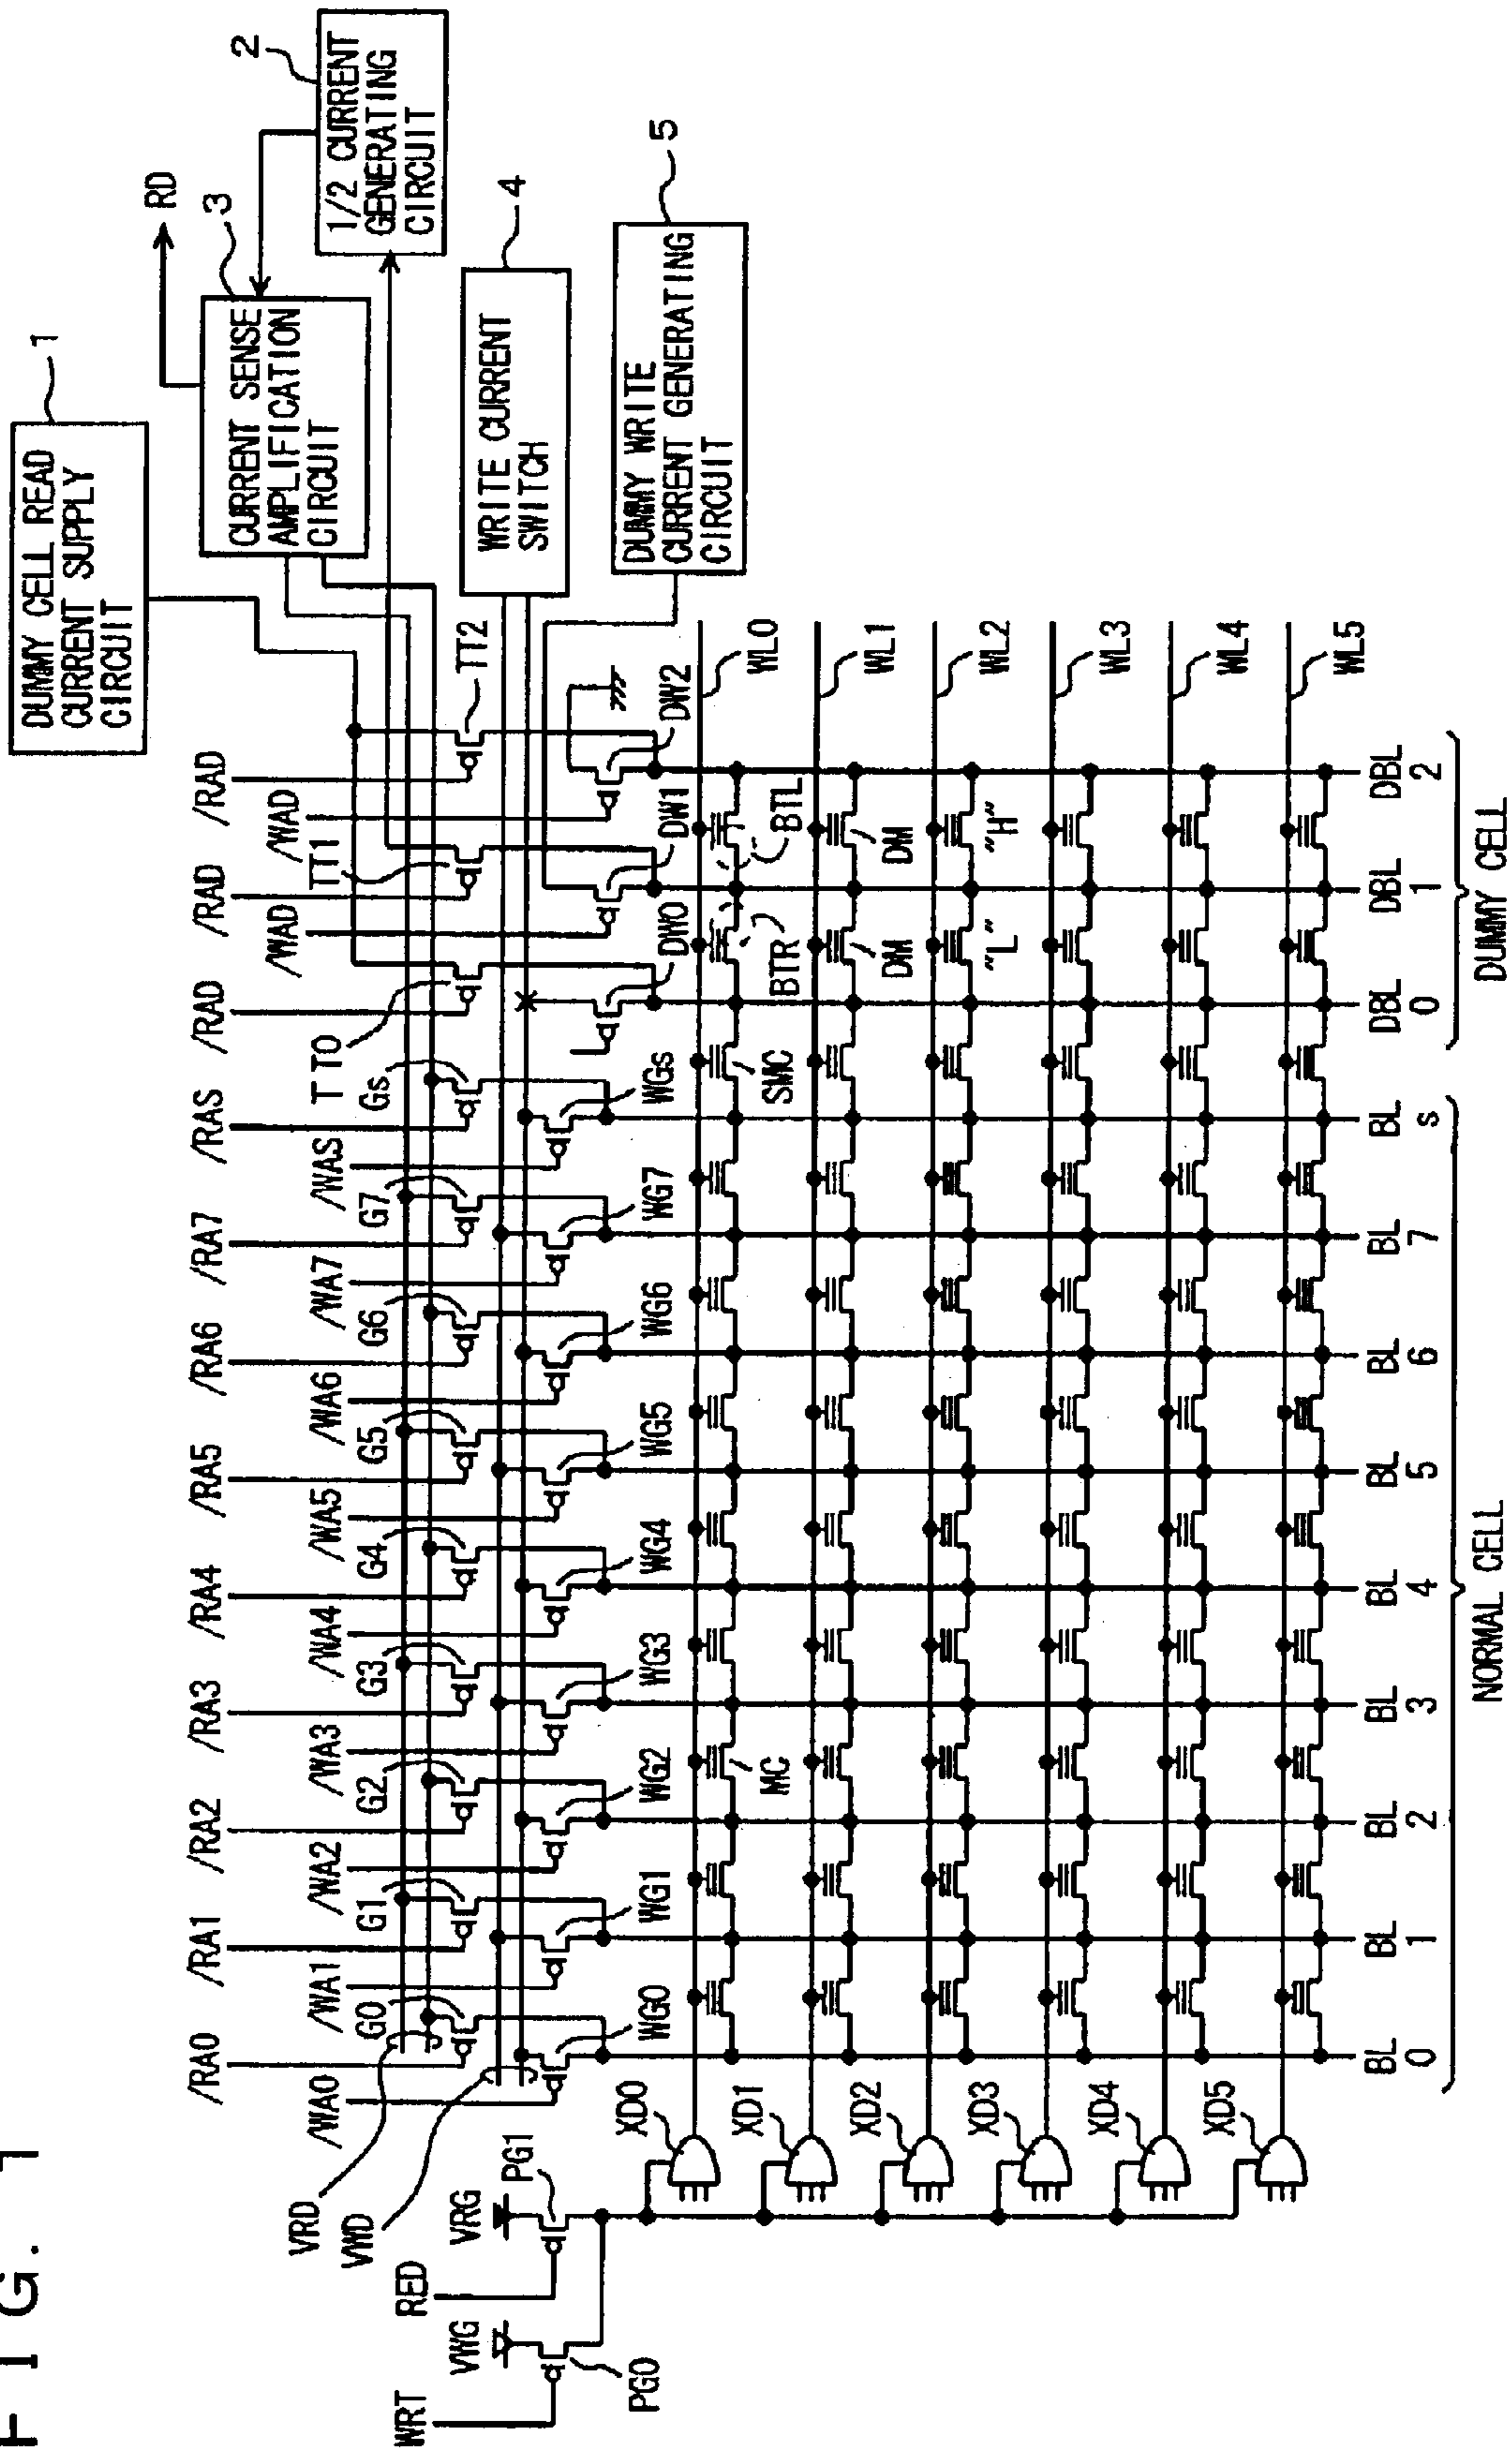 FIG. 1
DUMMY CELL READ
CURRENT SUPPLY
CIRCUIT
1
RD
3
CURRENT SENSE
AMPLIFICATION
CIRCUIT
2
1/2 CURRENT
GENERATING
CIRCUIT
4
WRITE CURRENT
SWITCH
5
DUMMY WRITE
CURRENT GENERATING
CIRCUIT
/RA0
/RA1
/RA2
/RA3
/RA4
/RA5
/RA6
/RA7
/RAS
/RAD
/RAD
/RAD
/WA0
/WA1
/WA2
/WA3
/WA4
/WA5
/WA6
/WA7
/WAS
/WAD
/WAD
G0
G1
G2
G3
G4
G5
G6
G7
Gs
TT0
TT1
TT2
VRD
VWD
WG0
WG1
WG2
WG3
WG4
WG5
WG6
WG7
WGs
DW0
DW1
DW2
WRT
VWG
PG0
RED
VRG
PG1
XD0
XD1
XD2
XD3
XD4
XD5
WL0
WL1
WL2
WL3
WL4
WL5
MC
SMC
BTR
BTL
DM
DM
"L"
"H"
BL
0
BL
1
BL
2
BL
3
BL
4
BL
5
BL
6
BL
7
BL
s
DBL
0
DBL
1
DBL
2
NORMAL CELL
DUMMY CELL